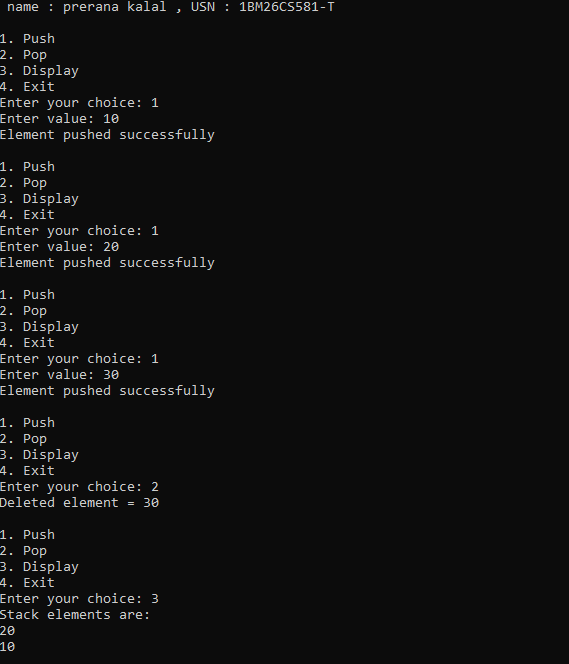 name : prerana kalal , USN : 1BM26CS581-T
1. Push
2. Pop
3. Display
4. Exit
Enter your choice: 1
Enter value: 10
Element pushed successfully
1. Push
2. Pop
3. Display
4. Exit
Enter your choice: 1
Enter value: 20
Element pushed successfully
1. Push
2. Pop
3. Display
4. Exit
Enter your choice: 1
Enter value: 30
Element pushed successfully
1. Push
2. Pop
3. Display
4. Exit
Enter your choice: 2
Deleted element = 30
1. Push
2. Pop
3. Display
4. Exit
Enter your choice: 3
Stack elements are:
20
10